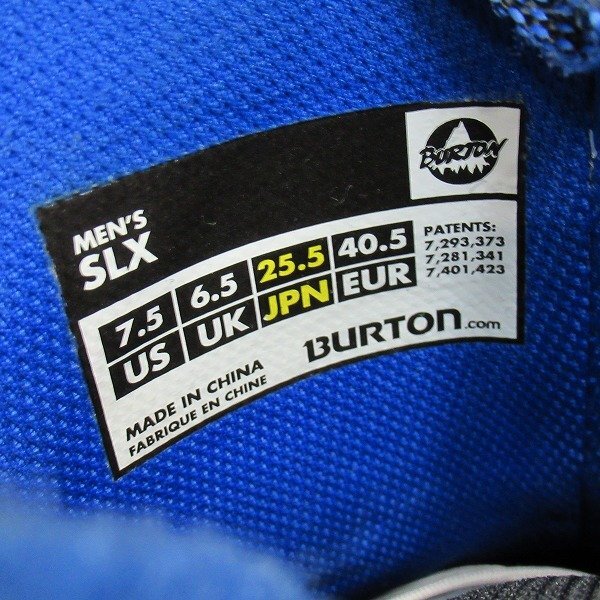 BURTON
MEN'S
SLX
7.5 6.5 25.5 40.5
US UK JPN EUR
PATENTS:
7,293,373
7,281,341
7,401,423
BURTON.com
MADE IN CHINA
FABRIQUE EN CHINE